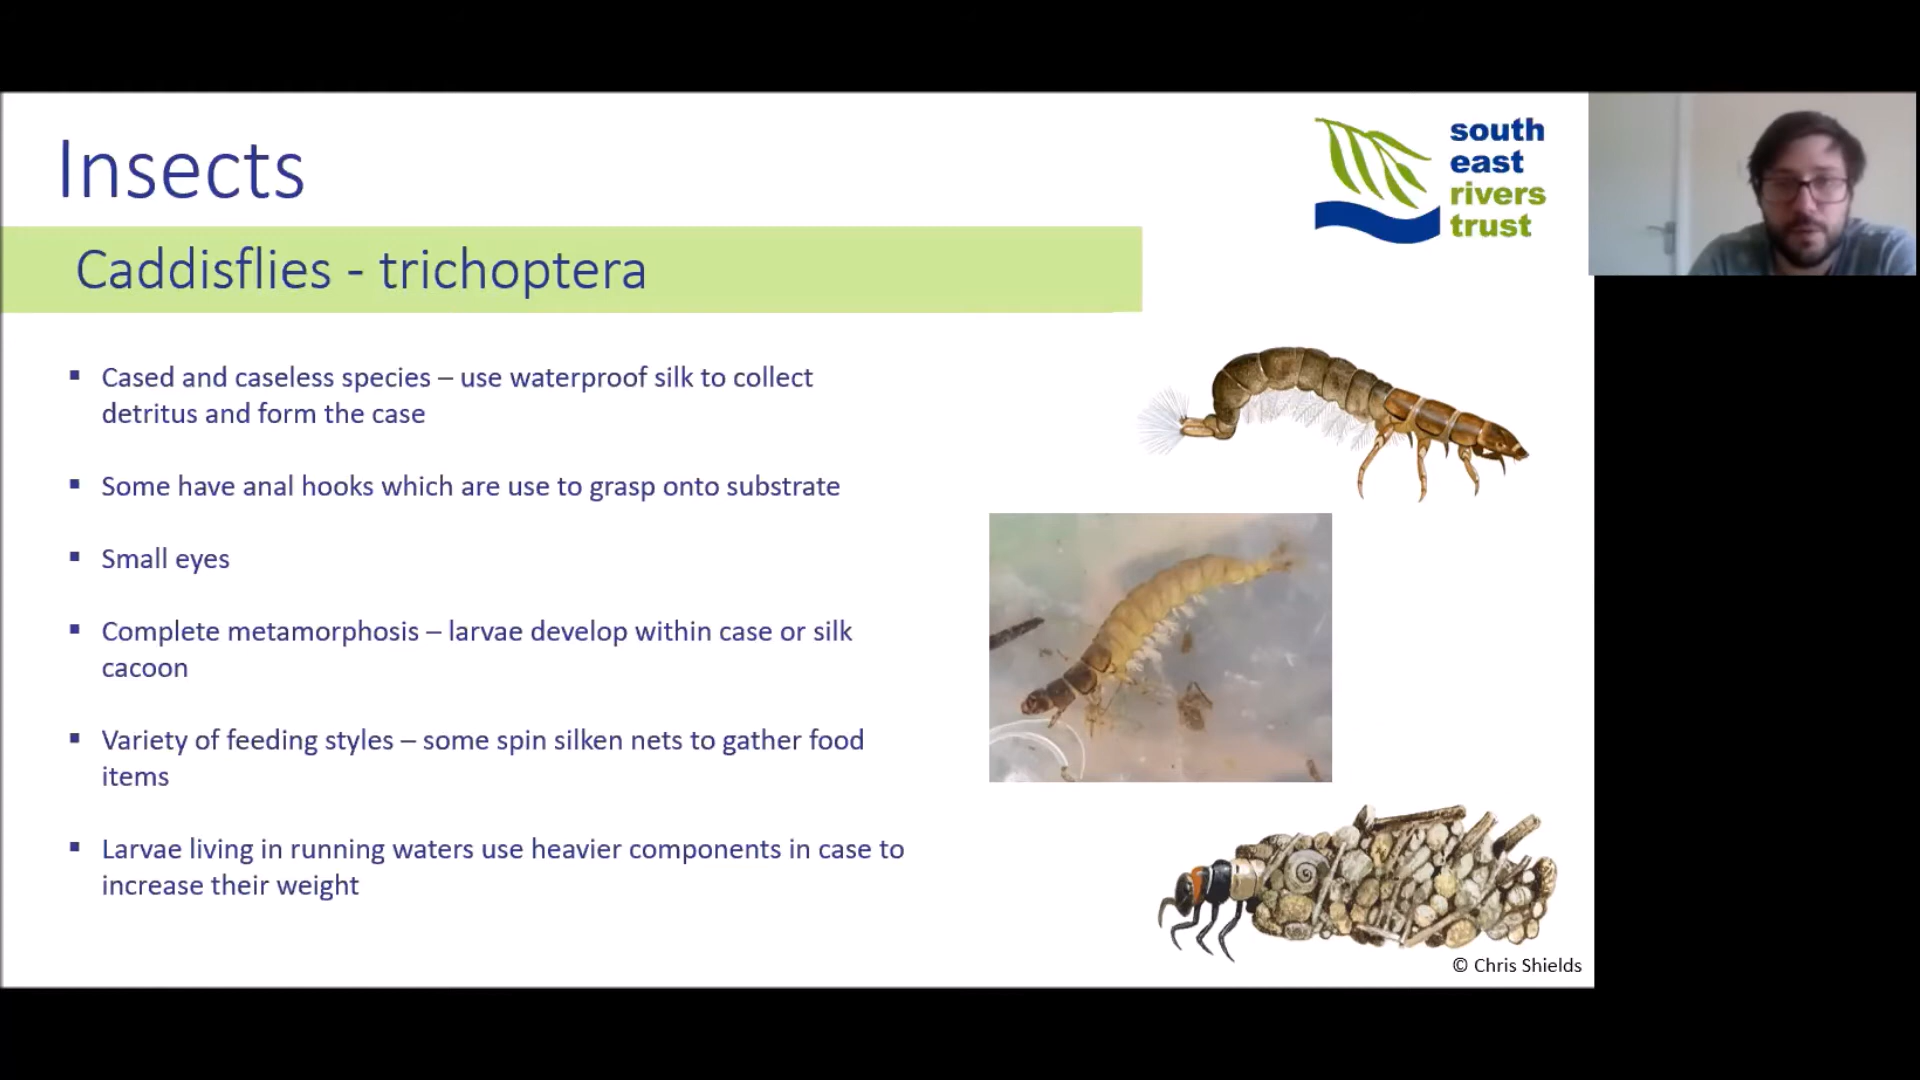 Insects
south
east
rivers
trust
Caddisflies - trichoptera
▪ Cased and caseless species – use waterproof silk to collect
detritus and form the case
▪ Some have anal hooks which are use to grasp onto substrate
▪ Small eyes
▪ Complete metamorphosis – larvae develop within case or silk
cacoon
▪ Variety of feeding styles – some spin silken nets to gather food
items
▪ Larvae living in running waters use heavier components in case to
increase their weight
© Chris Shields